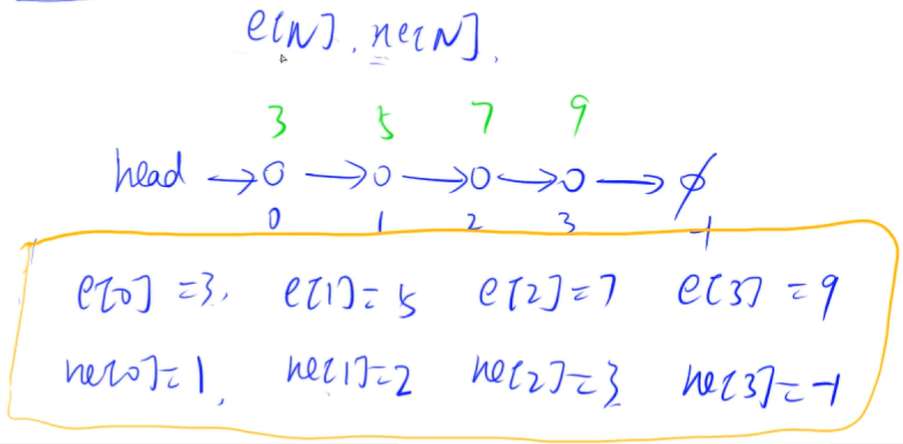 e[N], ne[N],
3 5 7 9
head → o → o → o → o → ∅
0 1 2 3 -1
e[0] = 3, e[1] = 5 e[2] = 7 e[3] = 9
ne[0] = 1, ne[1] = 2 ne[2] = 3 ne[3] = -1